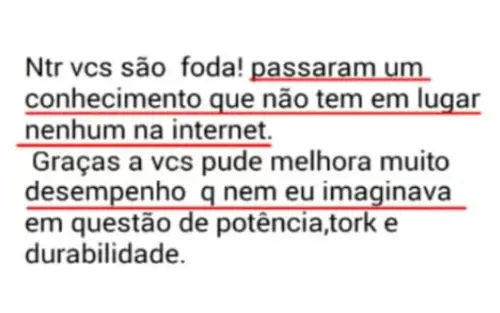 Ntr vcs são foda! passaram um
conhecimento que não tem em lugar
nenhum na internet.
Graças a vcs pude melhora muito
desempenho q nem eu imaginava
em questão de potência,tork e
durabilidade.